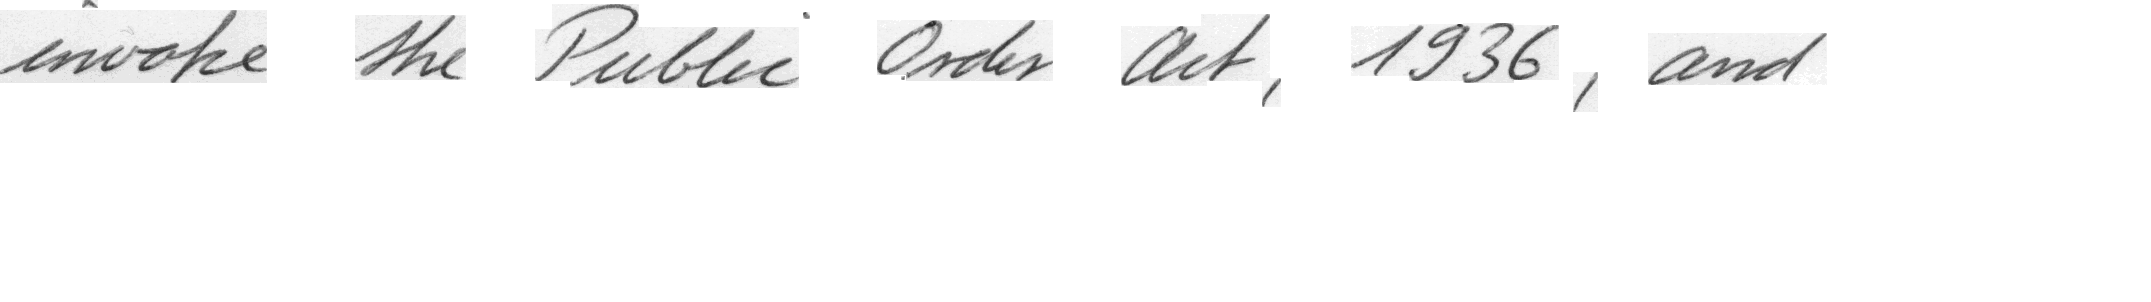 invoke the Public Order Act, 1936, and